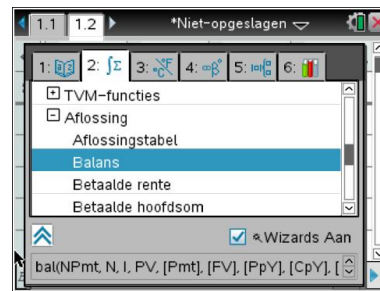 1.1 1.2 *Niet-opgeslagen
1: 2: ∫Σ 3: 4: ∞β° 5: 6:
TVM-functies
Aflossing
Aflossingstabel
Balans
Betaalde rente
Betaalde hoofdsom
Wizards Aan
bal(NPmt, N, I, PV, [Pmt], [FV], [PpY], [CpY], [